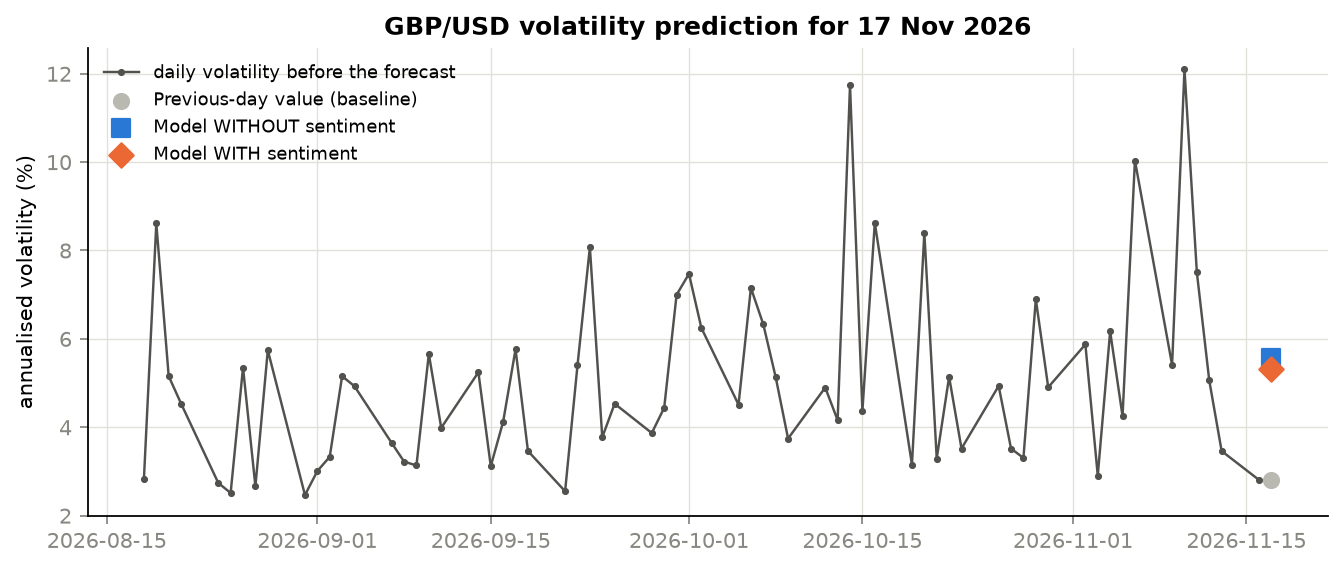 GBP/USD volatility prediction for 17 Nov 2026
daily volatility before the forecast
Previous-day value (baseline)
Model WITHOUT sentiment
Model WITH sentiment
annualised volatility (%)
12
10
8
6
4
2
2026-08-15
2026-09-01
2026-09-15
2026-10-01
2026-10-15
2026-11-01
2026-11-15